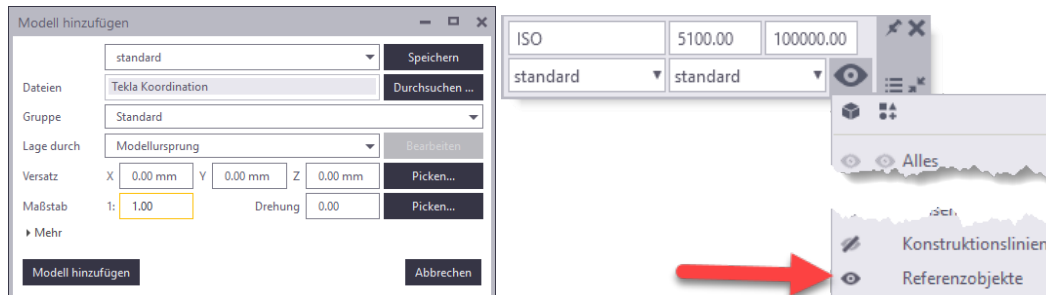 Modell hinzufügen
standard
Speichern
Dateien
Tekla Koordination
Durchsuchen ...
Gruppe
Standard
Lage durch
Modellursprung
Bearbeiten
Versatz
X 0.00 mm Y 0.00 mm Z 0.00 mm
Picken...
Maßstab
1: 1.00
Drehung 0.00
Picken...
Mehr
Modell hinzufügen
Abbrechen
ISO 5100.00 100000.00
standard standard
Alles
Konstruktionslinien
Referenzobjekte